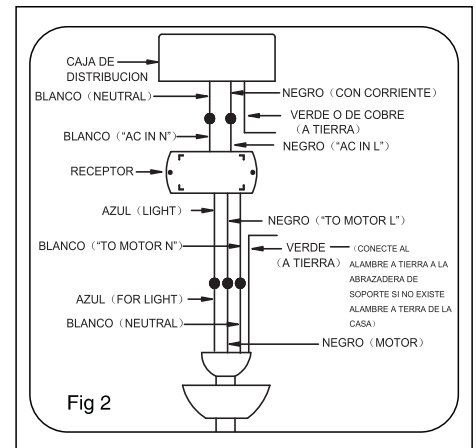 CAJA DE
DISTRIBUCION
BLANCO (NEUTRAL)
NEGRO (CON CORRIENTE)
VERDE O DE COBRE
(A TIERRA)
BLANCO ("AC IN N")
NEGRO ("AC IN L")
RECEPTOR
AZUL (LIGHT)
NEGRO ("TO MOTOR L")
BLANCO ("TO MOTOR N")
VERDE
(A TIERRA)
(CONECTE AL
ALAMBRE A TIERRA A LA
ABRAZADERA DE
SOPORTE SI NO EXISTE
ALAMBRE A TERRA DE LA
CASA)
AZUL (FOR LIGHT)
BLANCO (NEUTRAL)
NEGRO (MOTOR)
Fig 2